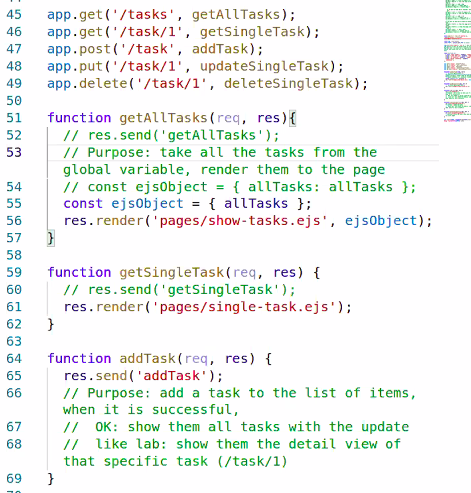 45 app.get('/tasks', getAllTasks);
46 app.get('/task/1', getSingleTask);
47 app.post('/task', addTask);
48 app.put('/task/1', updateSingleTask);
49 app.delete('/task/1', deleteSingleTask);
50
51 function getAllTasks(req, res){
52 // res.send('getAllTasks');
53 // Purpose: take all the tasks from the
global variable, render them to the page
54 // const ejsObject = { allTasks: allTasks };
55 const ejsObject = { allTasks };
56 res.render('pages/show-tasks.ejs', ejsObject);
57 }
58
59 function getSingleTask(req, res) {
60 // res.send('getSingleTask');
61 res.render('pages/single-task.ejs');
62 }
63
64 function addTask(req, res) {
65 res.send('addTask');
66 // Purpose: add a task to the list of items,
when it is successful,
67 //  OK: show them all tasks with the update
68 //  like lab: show them the detail view of
that specific task (/task/1)
69 }